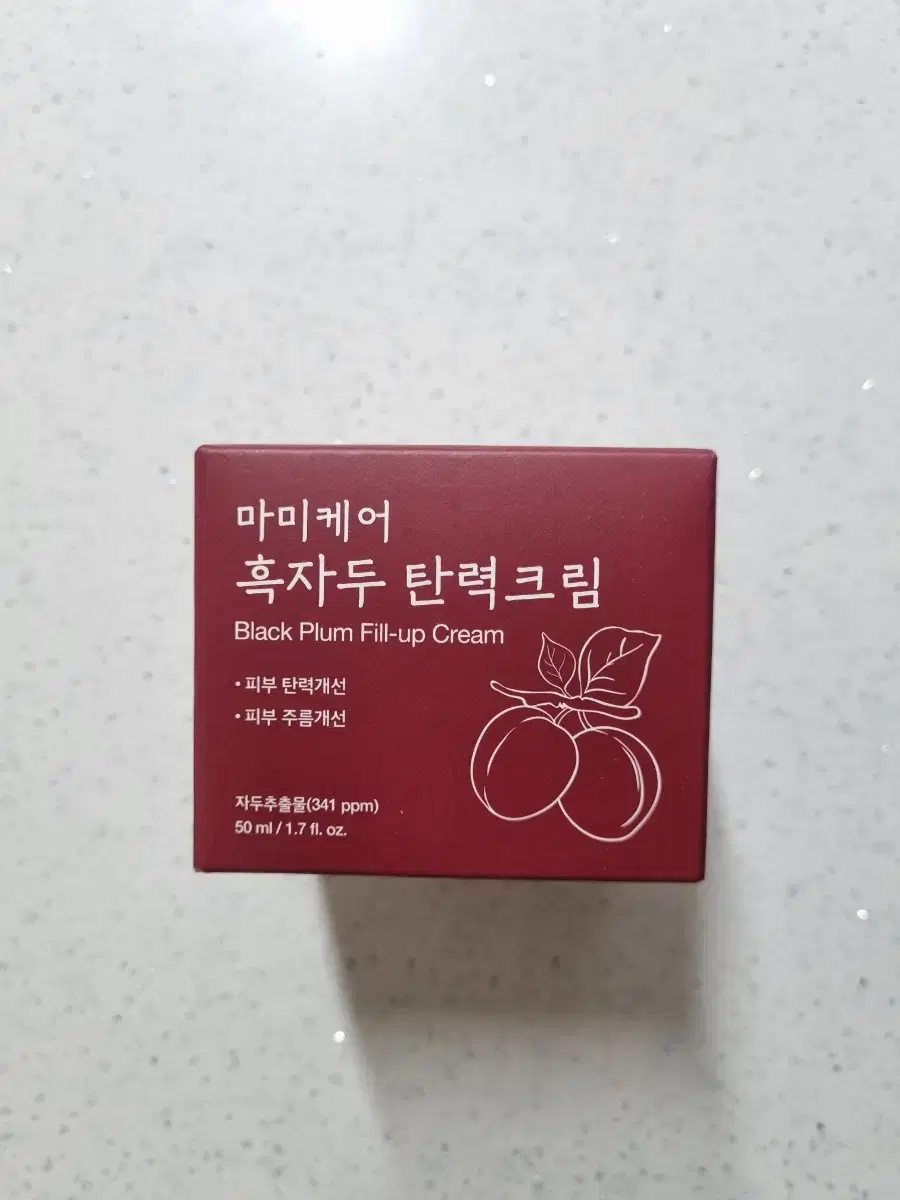 마미케어
흑자두 탄력크림
Black Plum Fill-up Cream
• 피부 탄력개선
• 피부 주름개선
자두추출물(341 ppm)
50 ml / 1.7 fl. oz.